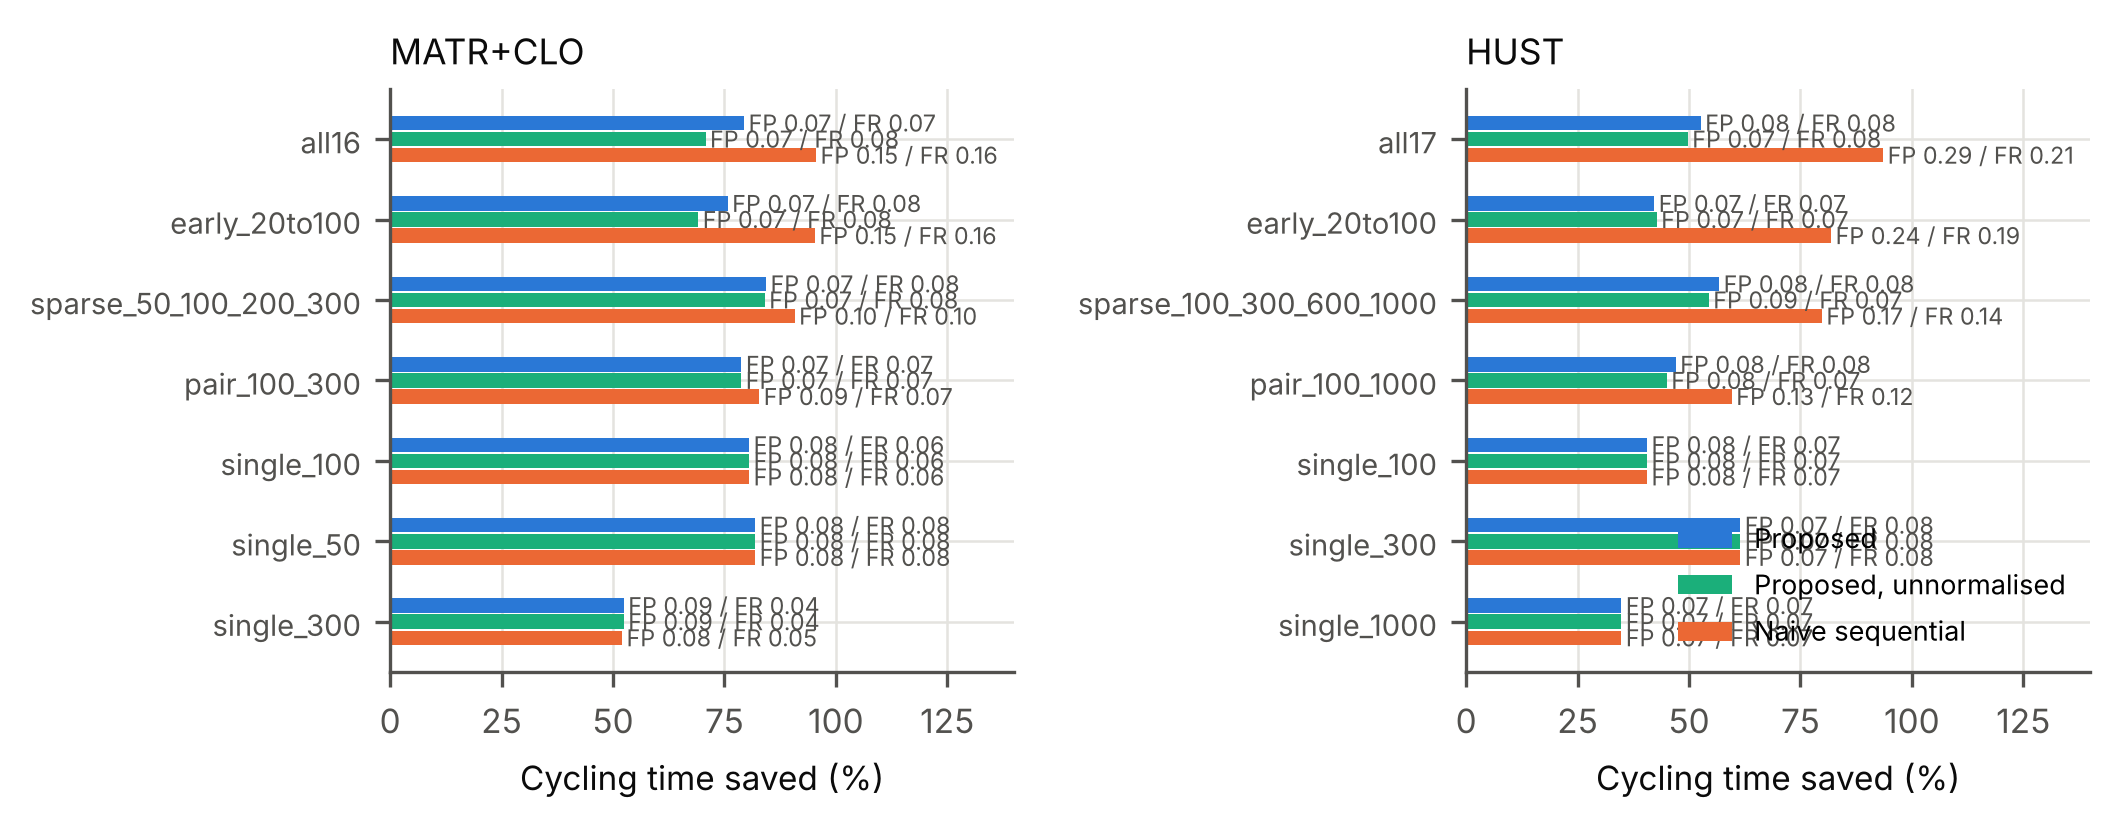 MATR+CLO
all16
FP 0.07 / FR 0.07
FP 0.07 / FR 0.08
FP 0.15 / FR 0.16
early_20to100
FP 0.07 / FR 0.08
FP 0.07 / FR 0.08
FP 0.15 / FR 0.16
sparse_50_100_200_300
FP 0.07 / FR 0.08
FP 0.07 / FR 0.08
FP 0.10 / FR 0.10
pair_100_300
FP 0.07 / FR 0.07
FP 0.07 / FR 0.07
FP 0.09 / FR 0.07
single_100
FP 0.08 / FR 0.06
FP 0.08 / FR 0.06
FP 0.08 / FR 0.06
single_50
FP 0.08 / FR 0.08
FP 0.08 / FR 0.08
FP 0.08 / FR 0.08
single_300
FP 0.09 / FR 0.04
FP 0.09 / FR 0.04
FP 0.08 / FR 0.05
0 25 50 75 100 125
Cycling time saved (%)
HUST
all17
FP 0.08 / FR 0.08
FP 0.07 / FR 0.08
FP 0.29 / FR 0.21
early_20to100
FP 0.07 / FR 0.07
FP 0.07 / FR 0.07
FP 0.24 / FR 0.19
sparse_100_300_600_1000
FP 0.08 / FR 0.08
FP 0.09 / FR 0.07
FP 0.17 / FR 0.14
pair_100_1000
FP 0.08 / FR 0.08
FP 0.08 / FR 0.07
FP 0.13 / FR 0.12
single_100
FP 0.08 / FR 0.07
FP 0.08 / FR 0.07
FP 0.08 / FR 0.07
single_300
FP 0.07 / FR 0.08
FP 0.07 / FR 0.08
single_1000
FP 0.07 / FR 0.07
Proposed
Proposed, unnormalised
Naive sequential
0 25 50 75 100 125
Cycling time saved (%)